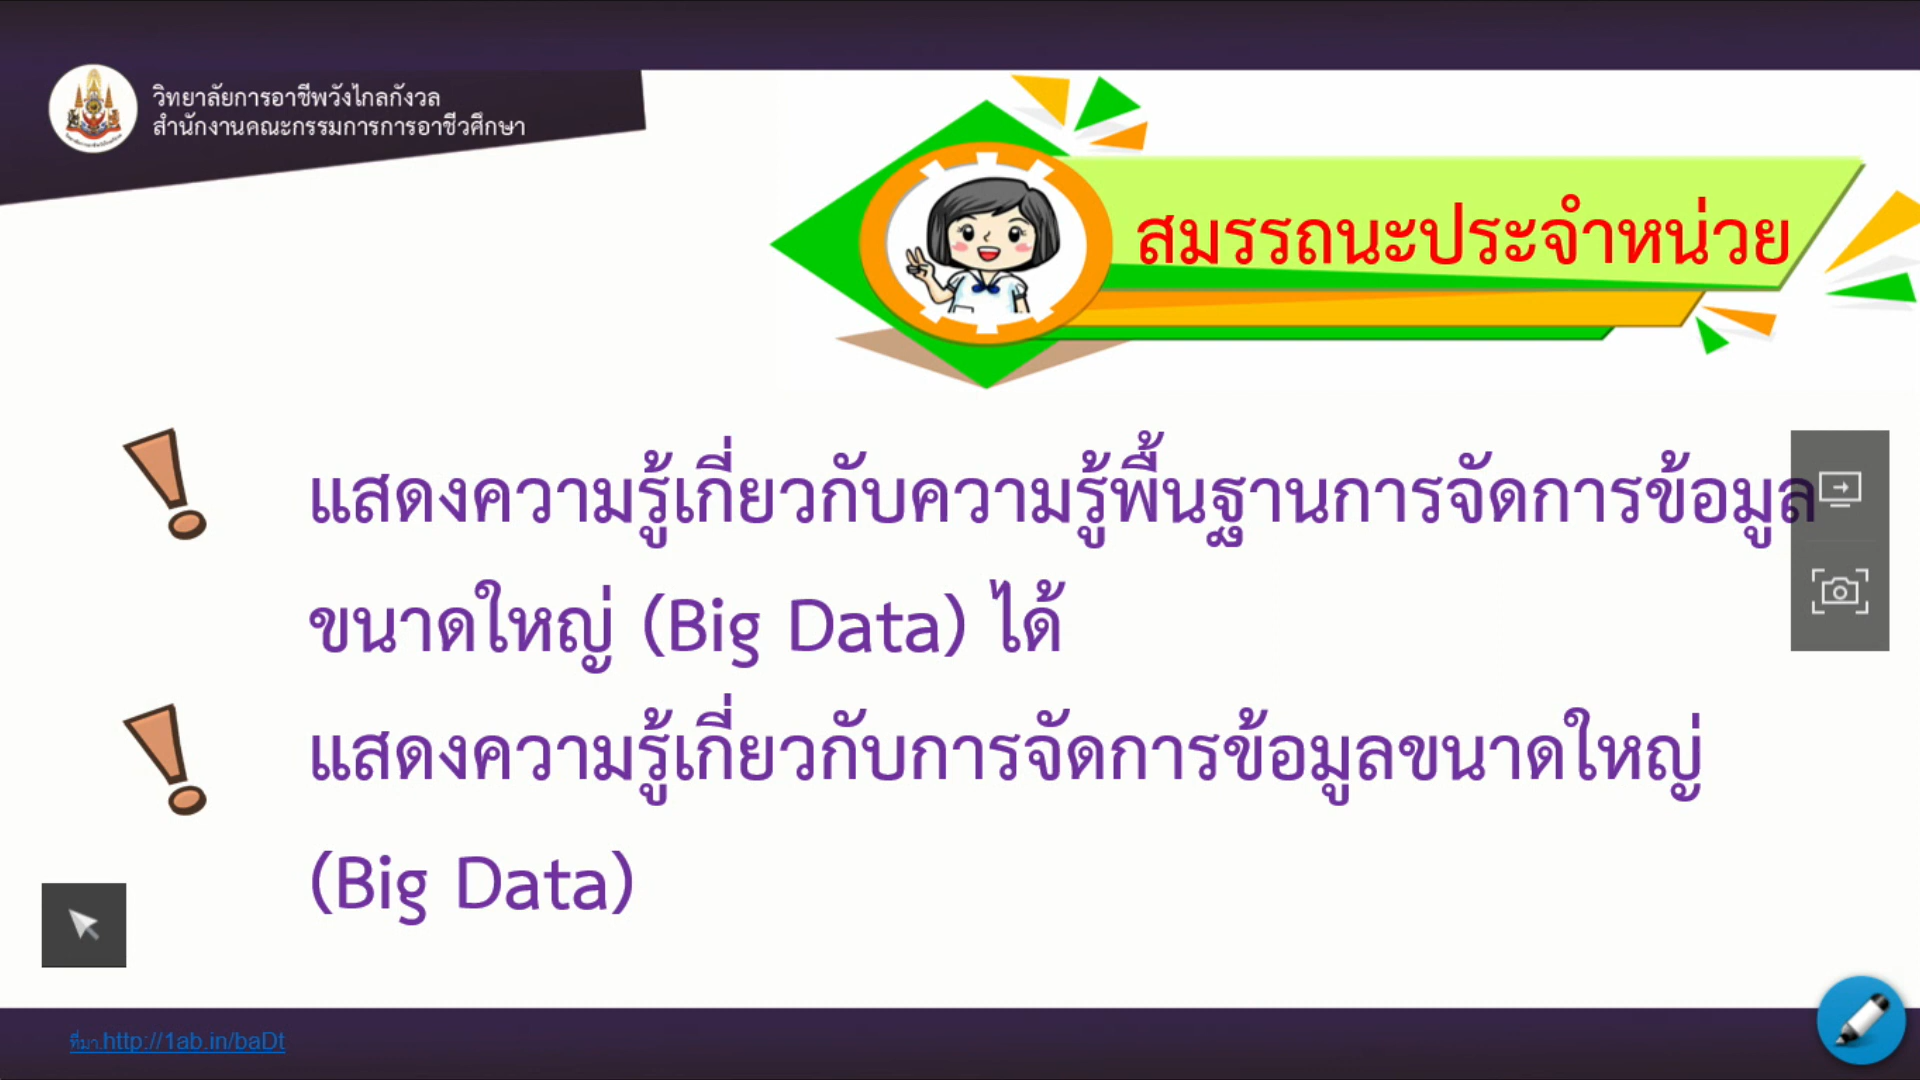 วิทยาลัยการอาชีพวังไกลกังวล
สำนักงานคณะกรรมการการอาชีวศึกษา
สมรรถนะประจำหน่วย
แสดงความรู้เกี่ยวกับความรู้พื้นฐานการจัดการข้อมูล
ขนาดใหญ่ (Big Data) ได้
แสดงความรู้เกี่ยวกับการจัดการข้อมูลขนาดใหญ่
(Big Data)
ที่มา.http://1ab.in/baDt